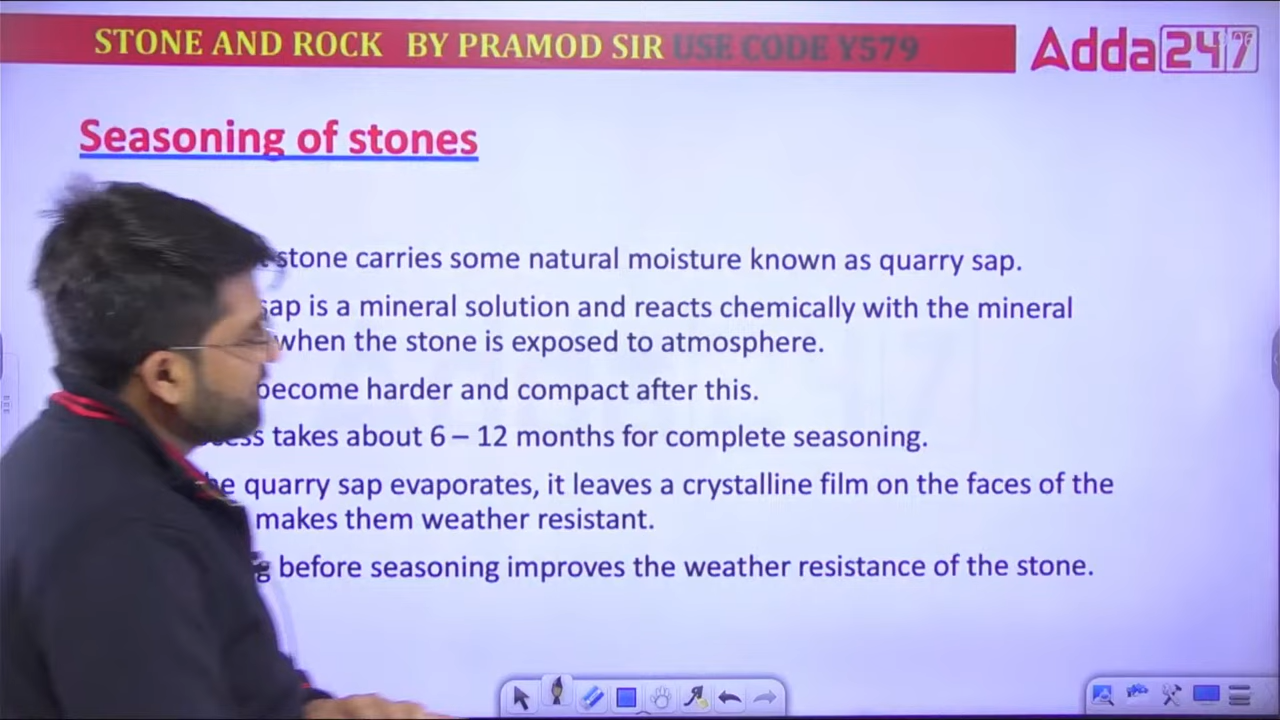 STONE AND ROCK BY PRAMOD SIR USE CODE Y579
Adda247
Seasoning of stones
stone carries some natural moisture known as quarry sap.
sap is a mineral solution and reacts chemically with the mineral
when the stone is exposed to atmosphere.
become harder and compact after this.
takes about 6 – 12 months for complete seasoning.
quarry sap evaporates, it leaves a crystalline film on the faces of the
makes them weather resistant.
before seasoning improves the weather resistance of the stone.